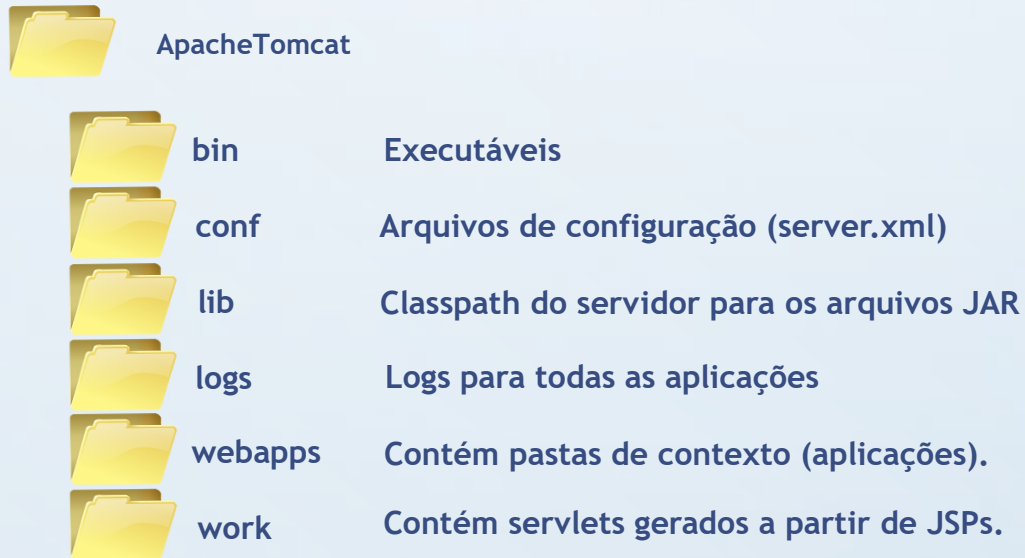 ApacheTomcat
bin Executáveis
conf Arquivos de configuração (server.xml)
lib Classpath do servidor para os arquivos JAR
logs Logs para todas as aplicações
webapps Contém pastas de contexto (aplicações).
work Contém servlets gerados a partir de JSPs.